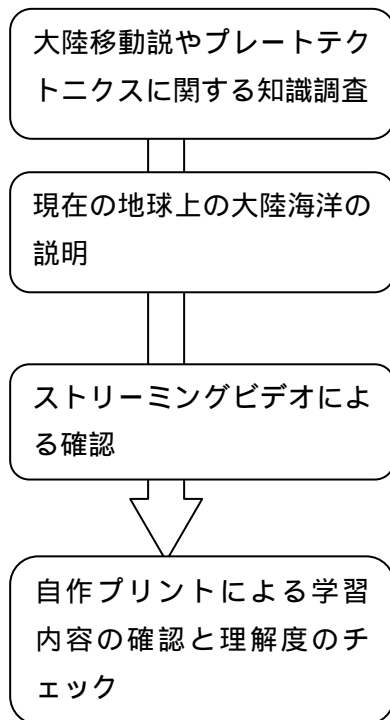 大陸移動説やプレートテク
トニクスに関する知識調査
現在の地球上の大陸海洋の
説明
ストリーミングビデオによ
る確認
自作プリントによる学習
内容の確認と理解度のチ
ェック